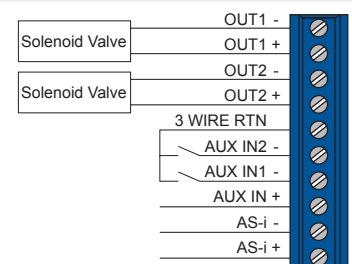 OUT1 -
Solenoid Valve
OUT1 +
OUT2 -
Solenoid Valve
OUT2 +
3 WIRE RTN
AUX IN2 -
AUX IN1 -
AUX IN +
AS-i -
AS-i +